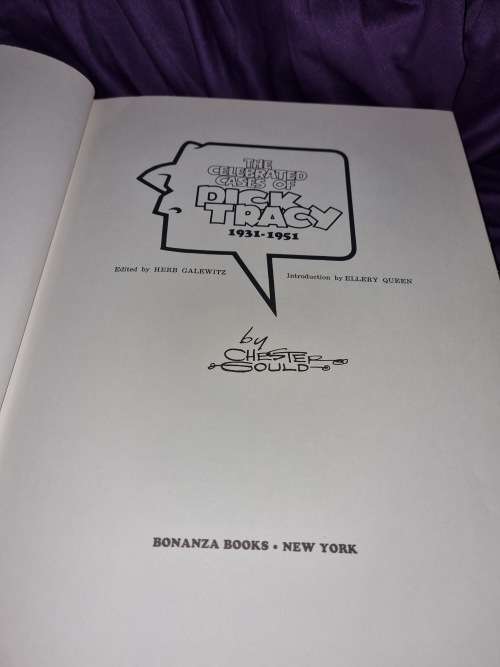 THE
CELEBRATED
CASES OF
DICK
TRACY
1931-1951
Edited by HERB GALEWITZ
Introduction by ELLERY QUEEN
by
CHESTER
GOULD
BONANZA BOOKS • NEW YORK